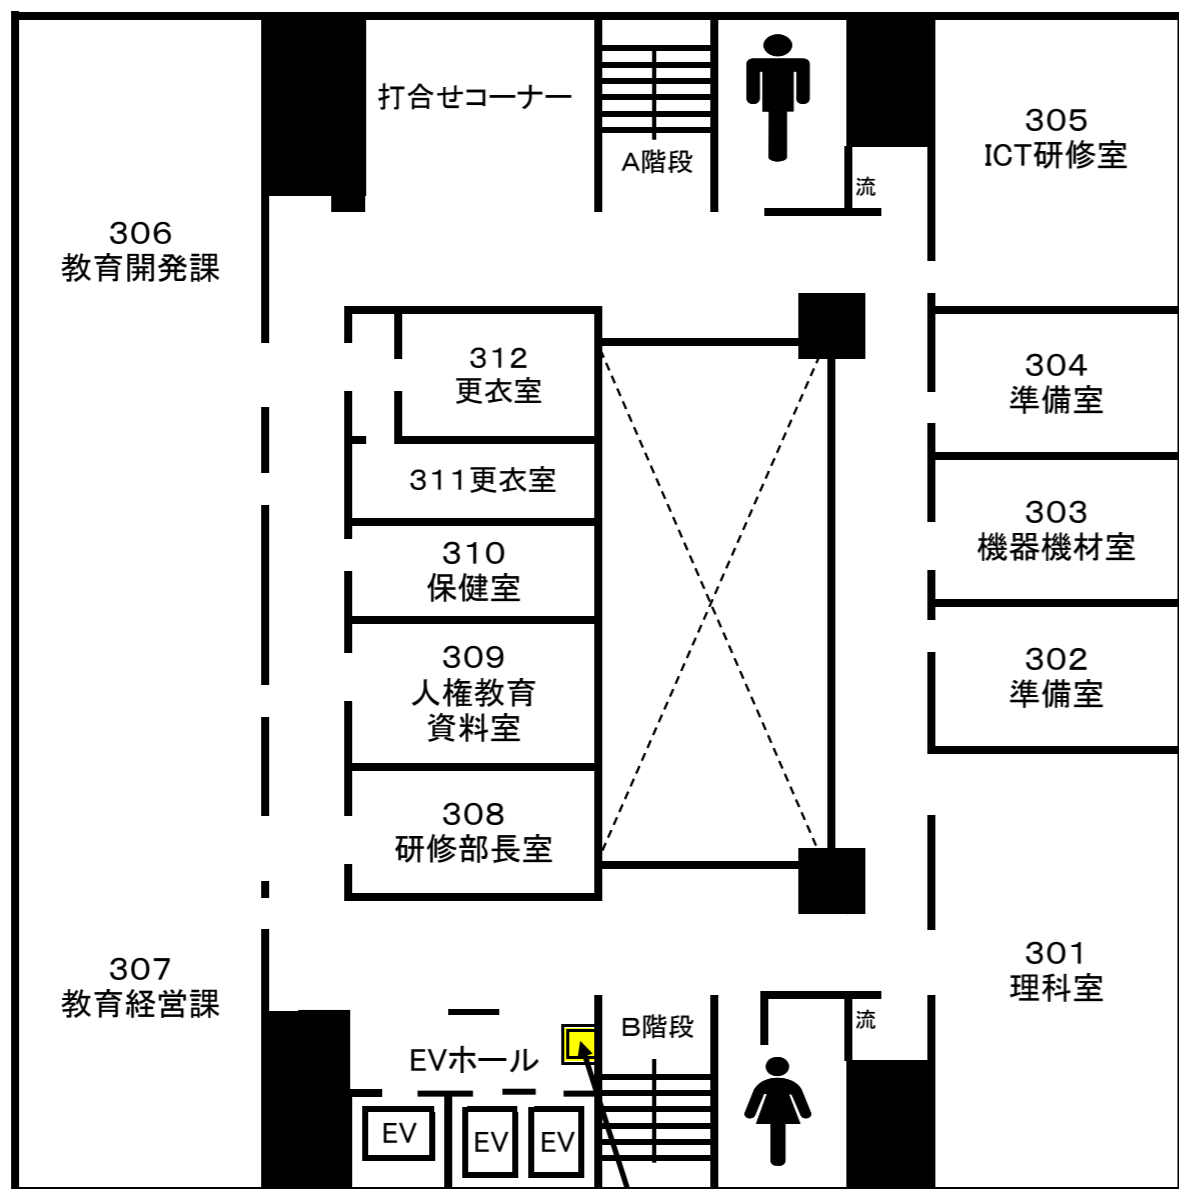 打合せコーナー
A階段
流
305
ICT研修室
306
教育開発課
312
更衣室
304
準備室
311更衣室
303
機器機材室
310
保健室
309
人権教育
資料室
302
準備室
308
研修部長室
307
教育経営課
301
理科室
B階段
流
EVホール
EV
EV
EV